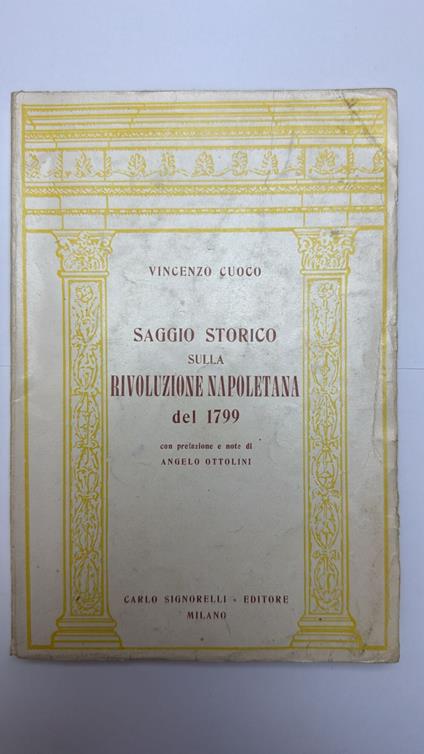 VINCENZO CUOCO
SAGGIO STORICO
SULLA
RIVOLUZIONE NAPOLETANA
del 1799
con prefazione e note di
ANGELO OTTOLINI
CARLO SIGNORELLI - EDITORE
MILANO